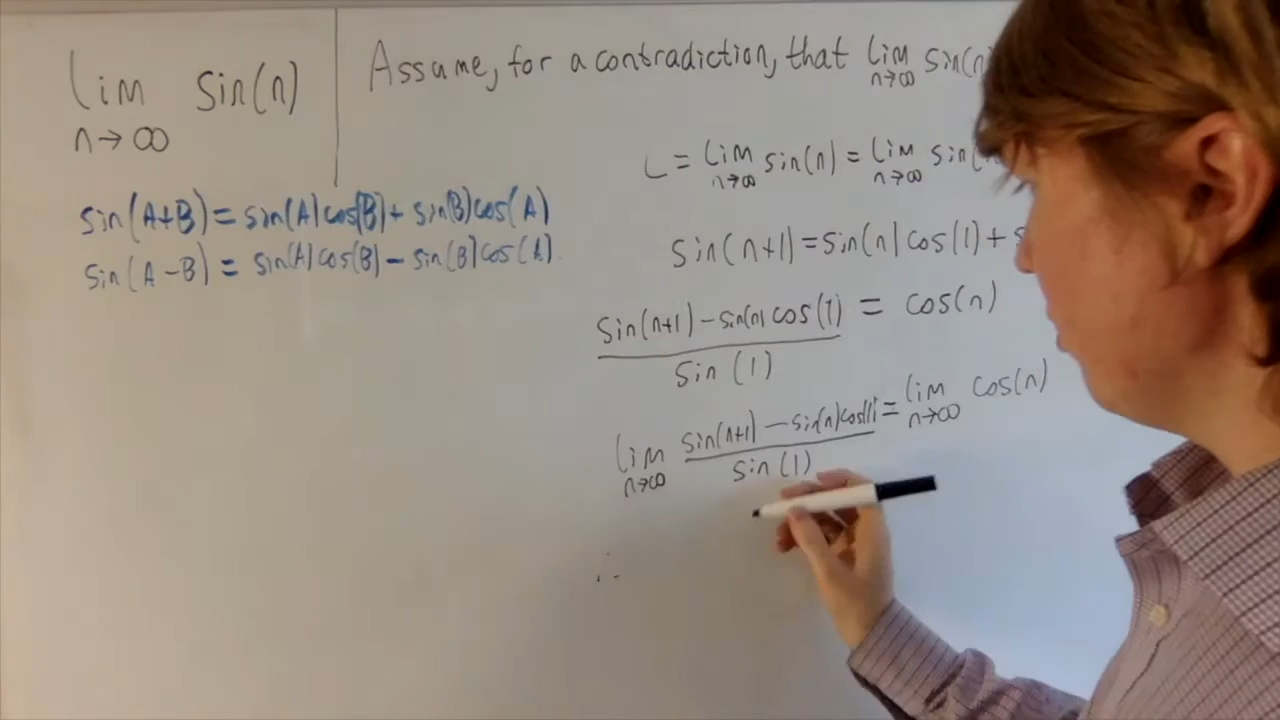 lim sin(n)
n→∞
sin(A+B) = sin(A)cos(B) + sin(B)cos(A)
sin(A-B) = sin(A)cos(B) - sin(B)cos(A).
Assume, for a contradiction, that lim sin(n)
n→∞
L = lim sin(n) = lim sin(
n→∞ n→∞
sin(n+1) = sin(n)cos(1) + s
sin(n+1) - sin(n)cos(1) = cos(n)
sin(1)
lim sin(n+1) - sin(n)cos(1) = lim cos(n)
n→∞ sin(1) n→∞
∴